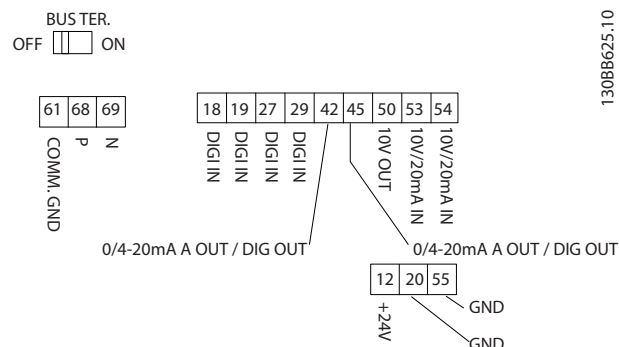 BUS TER.
OFF ON
61 68 69
COMM. GND
P
N
18 19 27 29 42 45 50 53 54
DIGI IN
DIGI IN
DIGI IN
DIGI IN
10V OUT
10V/20mA IN
10V/20mA IN
0/4-20mA A OUT / DIG OUT
0/4-20mA A OUT / DIG OUT
12 20 55
+24V
GND
GND
130BB625.10